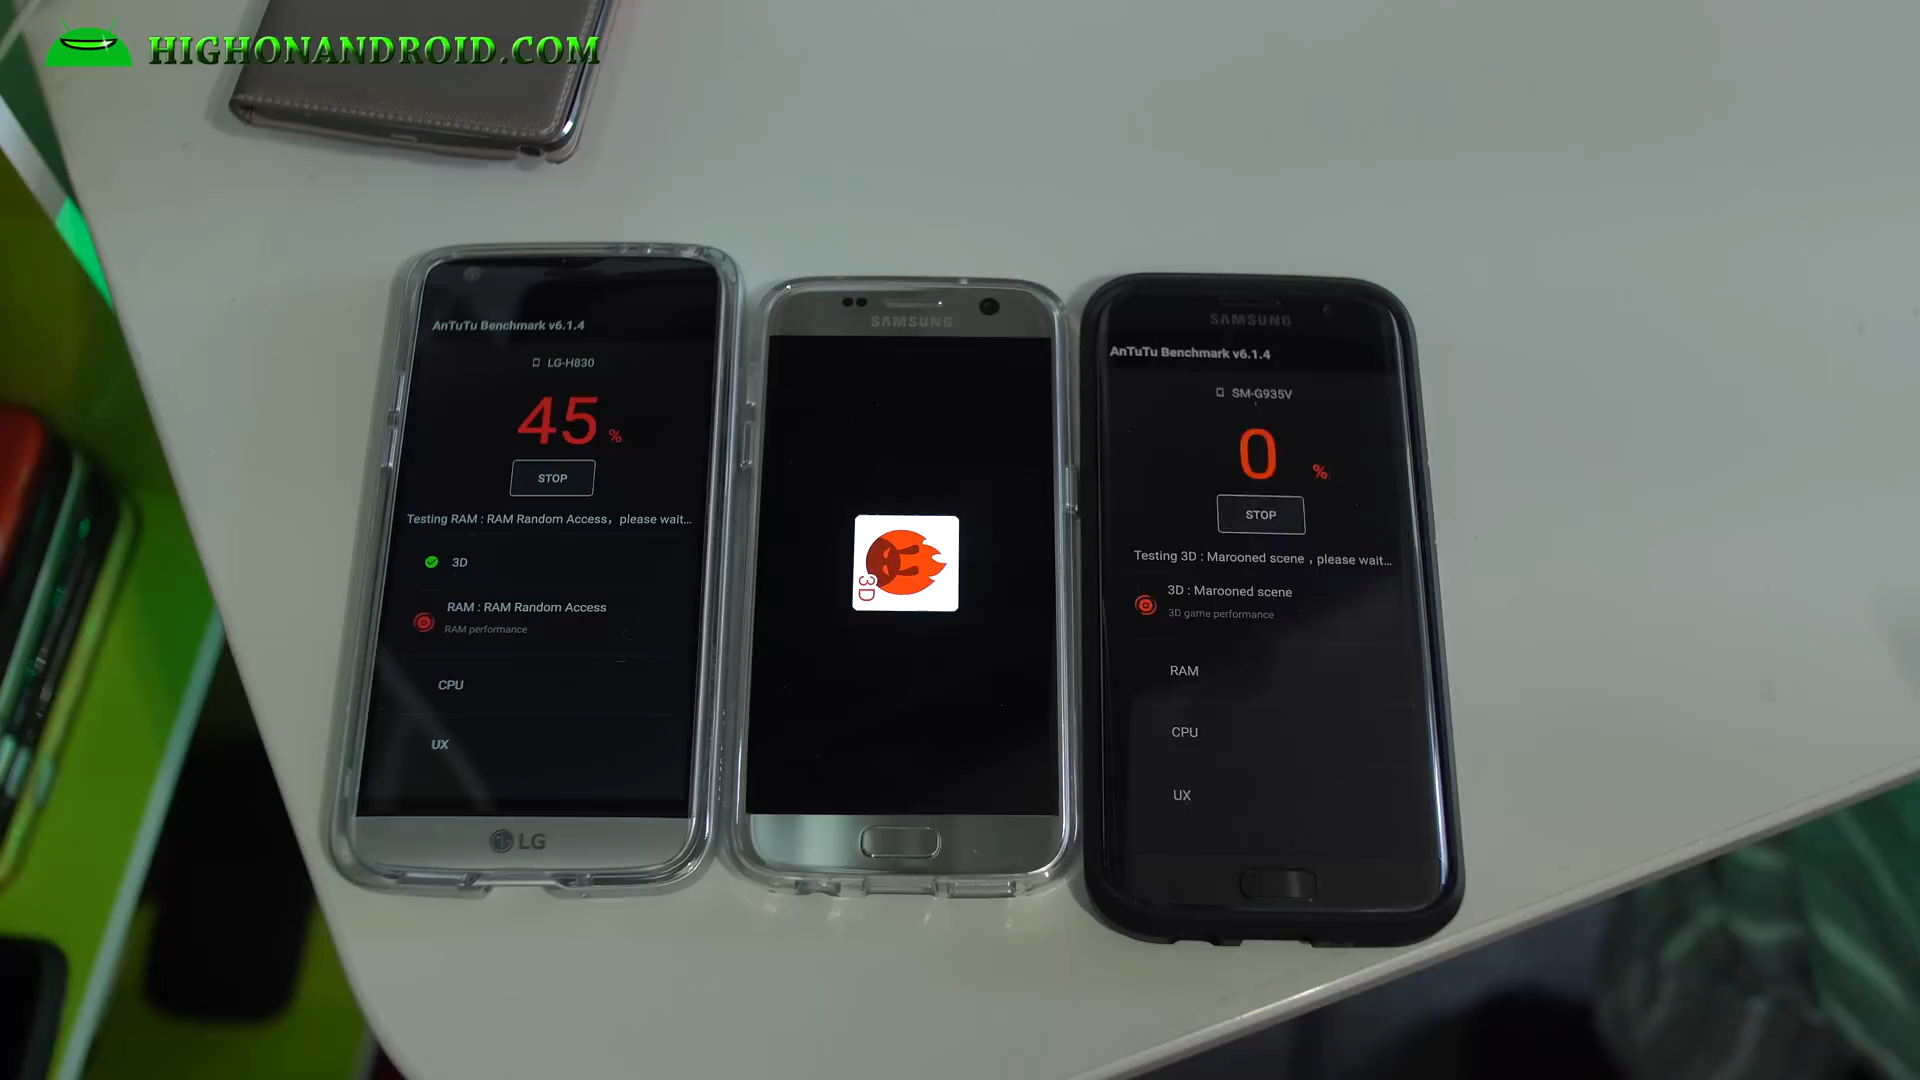 HIGHONANDROID.COM
AnTuTu Benchmark v6.1.4
LG-H830
45 %
STOP
Testing RAM : RAM Random Access, please wait...
3D
RAM : RAM Random Access
RAM performance
CPU
UX
LG
SAMSUNG
3D
SAMSUNG
AnTuTu Benchmark v6.1.4
SM-G935V
0 %
STOP
Testing 3D : Marooned scene , please wait...
3D : Marooned scene
3D game performance
RAM
CPU
UX